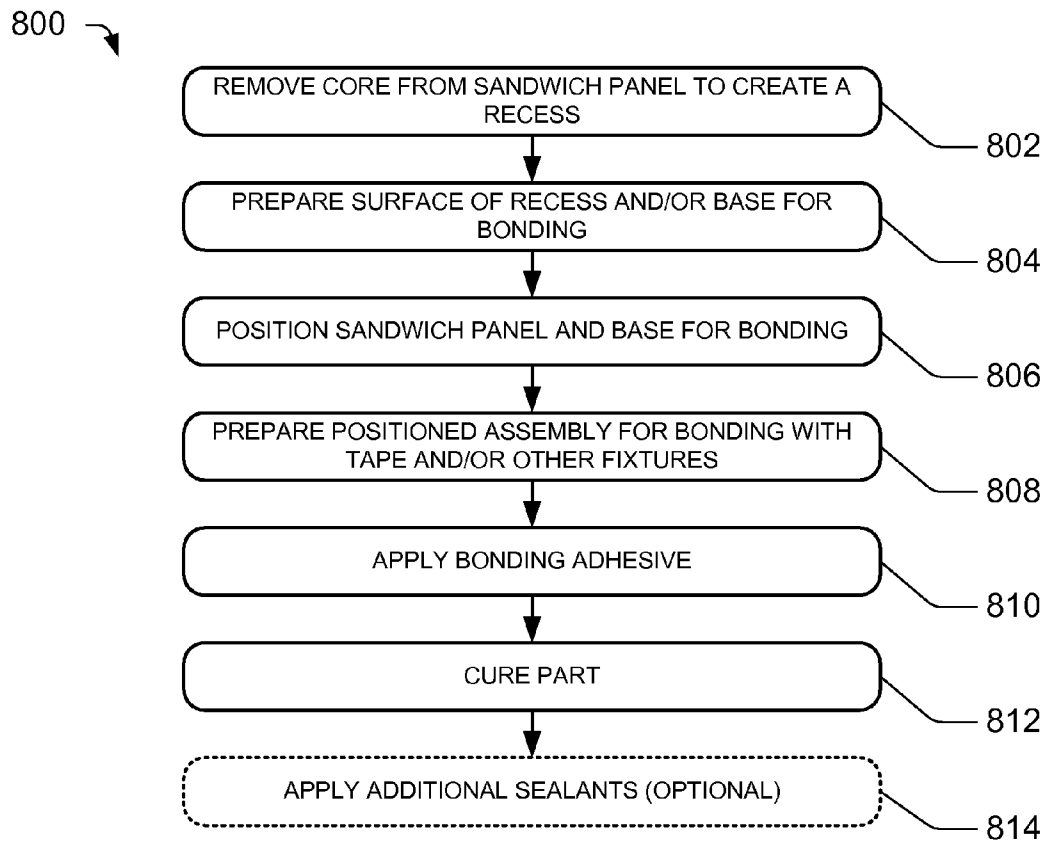 800
REMOVE CORE FROM SANDWICH PANEL TO CREATE A
RECESS
802
PREPARE SURFACE OF RECESS AND/OR BASE FOR
BONDING
804
POSITION SANDWICH PANEL AND BASE FOR BONDING
806
PREPARE POSITIONED ASSEMBLY FOR BONDING WITH
TAPE AND/OR OTHER FIXTURES
808
APPLY BONDING ADHESIVE
810
CURE PART
812
APPLY ADDITIONAL SEALANTS (OPTIONAL)
814